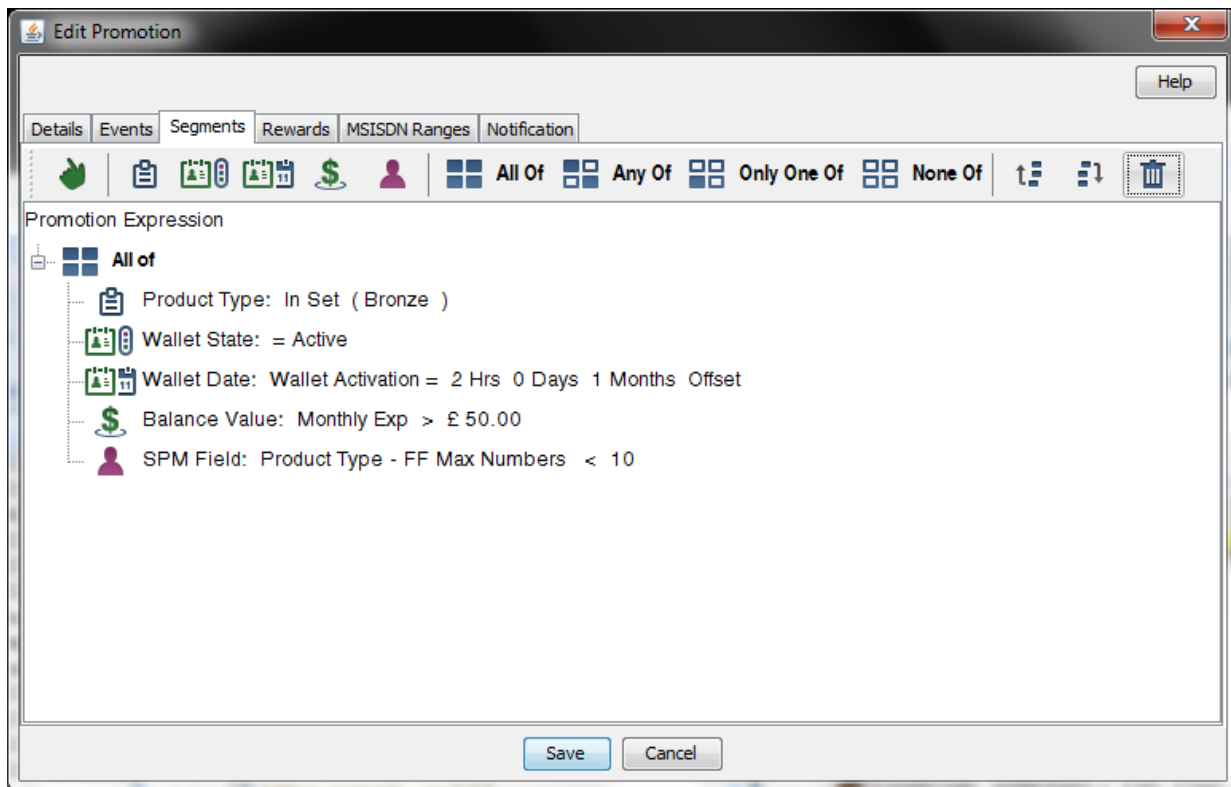 Edit Promotion
Help
Details Events Segments Rewards MSISDN Ranges Notification
All Of Any Of Only One Of None Of
Promotion Expression
All of
Product Type: In Set ( Bronze )
Wallet State: = Active
Wallet Date: Wallet Activation = 2 Hrs 0 Days 1 Months Offset
Balance Value: Monthly Exp > £ 50.00
SPM Field: Product Type - FF Max Numbers < 10
Save Cancel